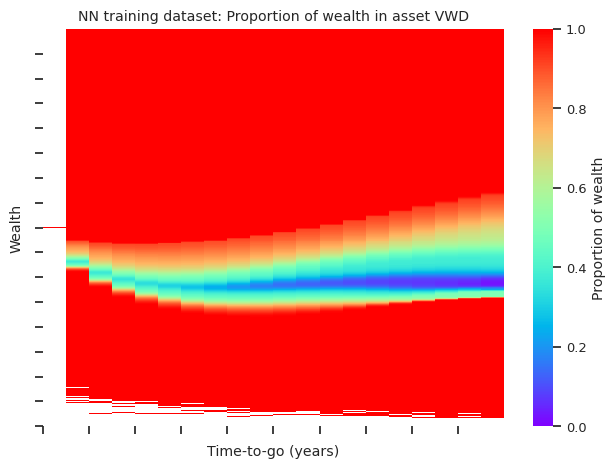 NN training dataset: Proportion of wealth in asset VWD
Wealth
Time-to-go (years)
1.0
0.8
0.6
0.4
0.2
0.0
Proportion of wealth